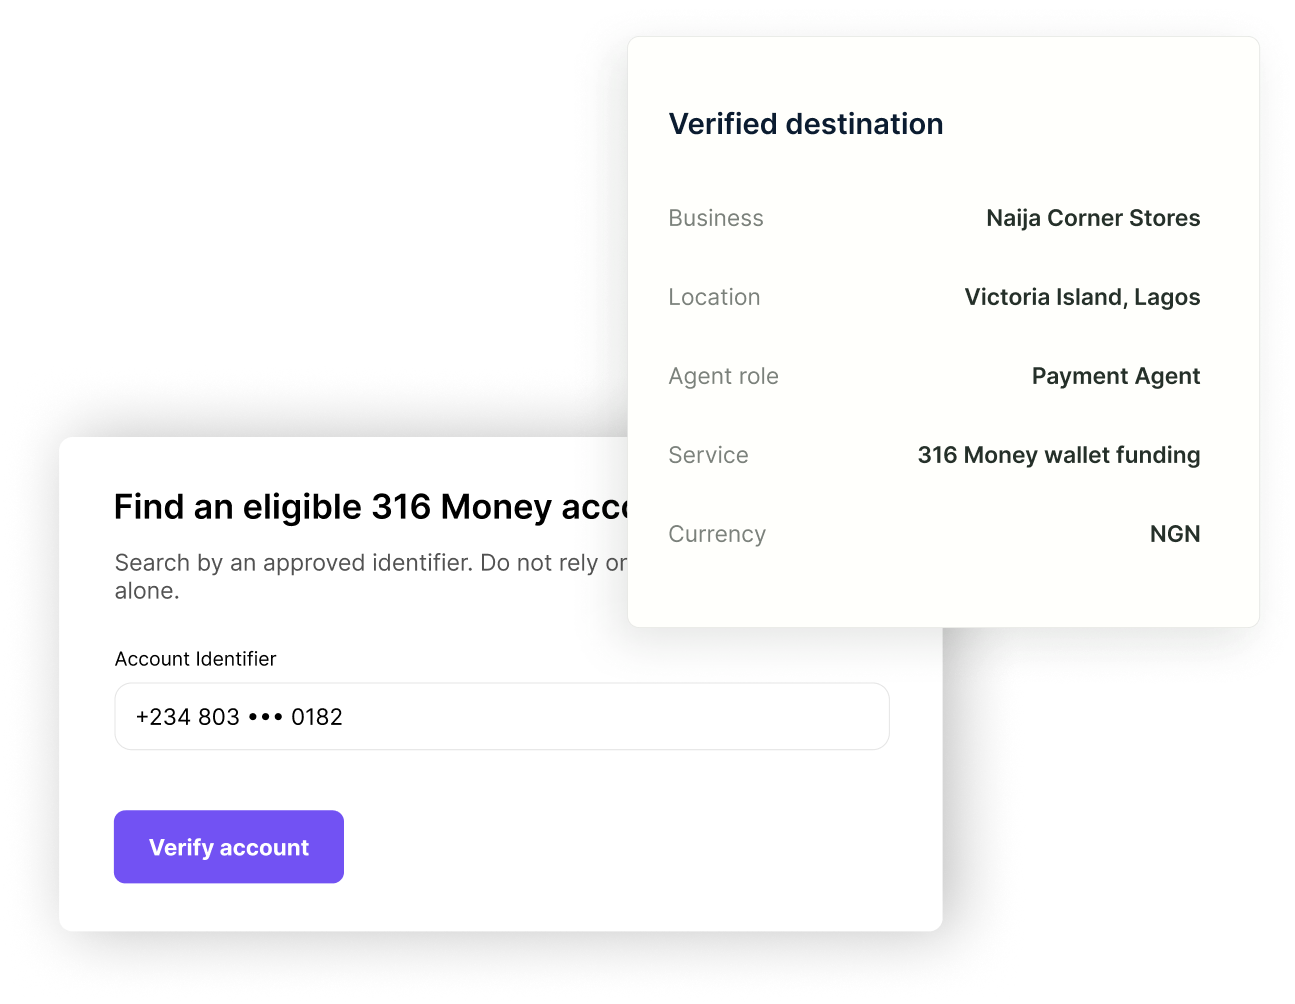 Verified destination
Business Naija Corner Stores
Location Victoria Island, Lagos
Agent role Payment Agent
Service 316 Money wallet funding
Currency NGN
Find an eligible 316 Money
Search by an approved identifier. Do not rely
alone.
Account Identifier
+234 803 ••• 0182
Verify account